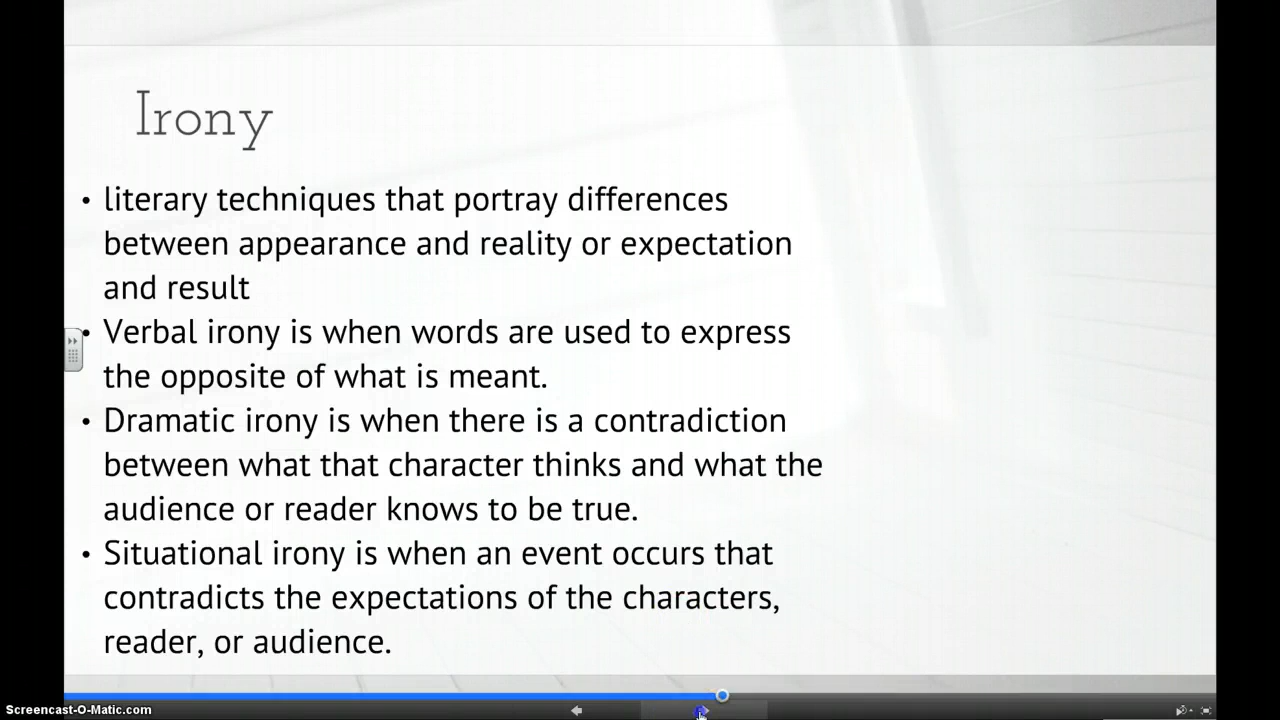 Irony
• literary techniques that portray differences
between appearance and reality or expectation
and result
• Verbal irony is when words are used to express
the opposite of what is meant.
• Dramatic irony is when there is a contradiction
between what that character thinks and what the
audience or reader knows to be true.
• Situational irony is when an event occurs that
contradicts the expectations of the characters,
reader, or audience.
Screencast-O-Matic.com